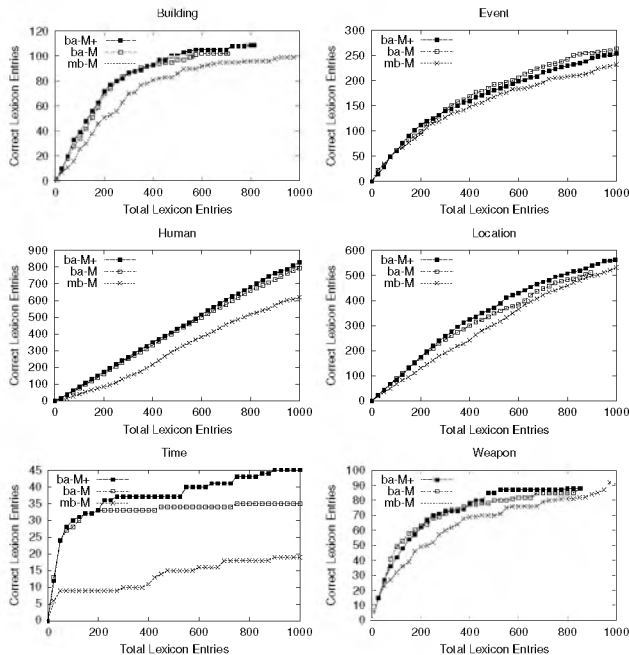 Building
ba-M+
ba-M
mb-M
Correct Lexicon Entries
120
100
80
60
40
20
0
0 200 400 600 800 1000
Total Lexicon Entries
Event
ba-M+
ba-M
mb-M
Correct Lexicon Entries
300
250
200
150
100
50
0
0 200 400 600 800 1000
Total Lexicon Entries
Human
ba-M+
ba-M
mb-M
Correct Lexicon Entries
900
800
700
600
500
400
300
200
100
0
0 200 400 600 800 1000
Total Lexicon Entries
Location
ba-M+
ba-M
mb-M
Correct Lexicon Entries
600
500
400
300
200
100
0
0 200 400 600 800 1000
Total Lexicon Entries
Time
ba-M+
ba-M
mb-M
Correct Lexicon Entries
45
40
35
30
25
20
15
10
5
0
0 200 400 600 800 1000
Total Lexicon Entries
Weapon
ba-M+
ba-M
mb-M
Correct Lexicon Entries
100
90
80
70
60
50
40
30
20
10
0
0 200 400 600 800 1000
Total Lexicon Entries